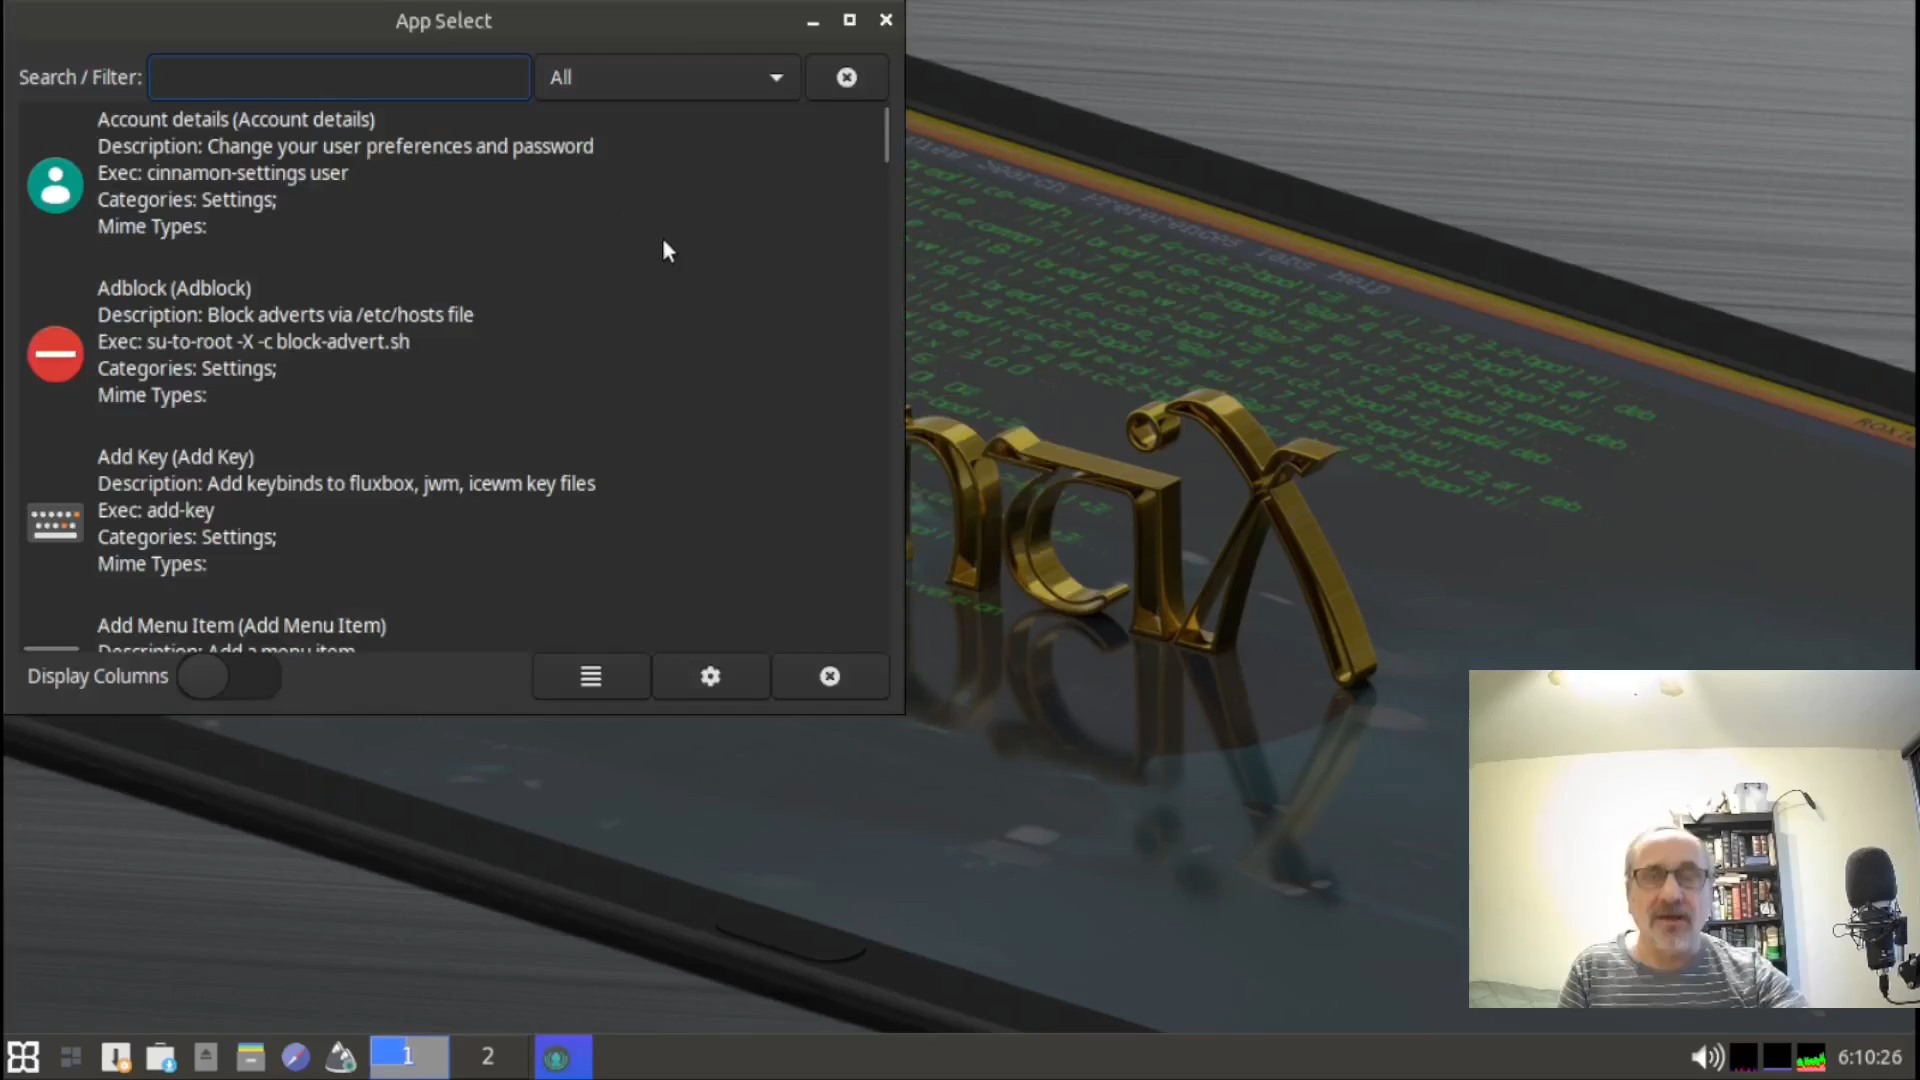 App Select
Search / Filter:
All
Account details (Account details)
Description: Change your user preferences and password
Exec: cinnamon-settings user
Categories: Settings;
Mime Types:
Adblock (Adblock)
Description: Block adverts via /etc/hosts file
Exec: su-to-root -X -c block-advert.sh
Categories: Settings;
Mime Types:
Add Key (Add Key)
Description: Add keybinds to fluxbox, jwm, icewm key files
Exec: add-key
Categories: Settings;
Mime Types:
Add Menu Item (Add Menu Item)
Description: Add a menu item
Display Columns
1
2
6:10:26